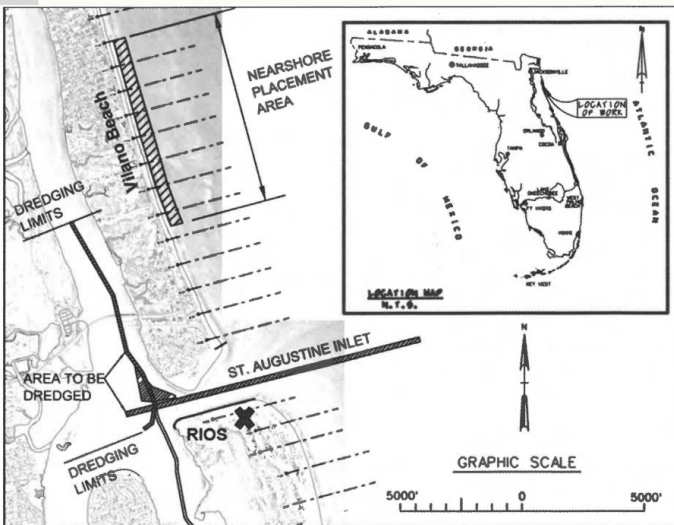 NEARSHORE
PLACEMENT
AREA
Vilano Beach
DREDGING
LIMITS
AREA TO BE
DREDGED
ST. AUGUSTINE INLET
RIOS
DREDGING
LIMITS
ALABAMA
PENSACOLA
GEORGIA
TALLAHASSEE
JACKSONVILLE
LOCATION
OF WORK
ORLANDO
COCOA
TAMPA
GULF OF MEXICO
ATLANTIC OCEAN
LAKE
OKEECHOBEE
WEST
PALM
BEACH
FT MYERS
MIAMI
KEY WEST
LOCATION MAP
N.T.S.
N
N
GRAPHIC SCALE
5000' 0 5000'